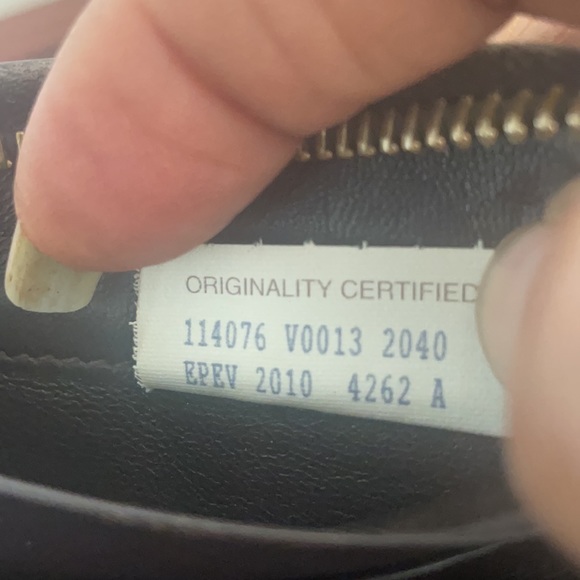 ORIGINALITY CERTIFIED
114076 V0013 2040
EPEV 2010 4262 A